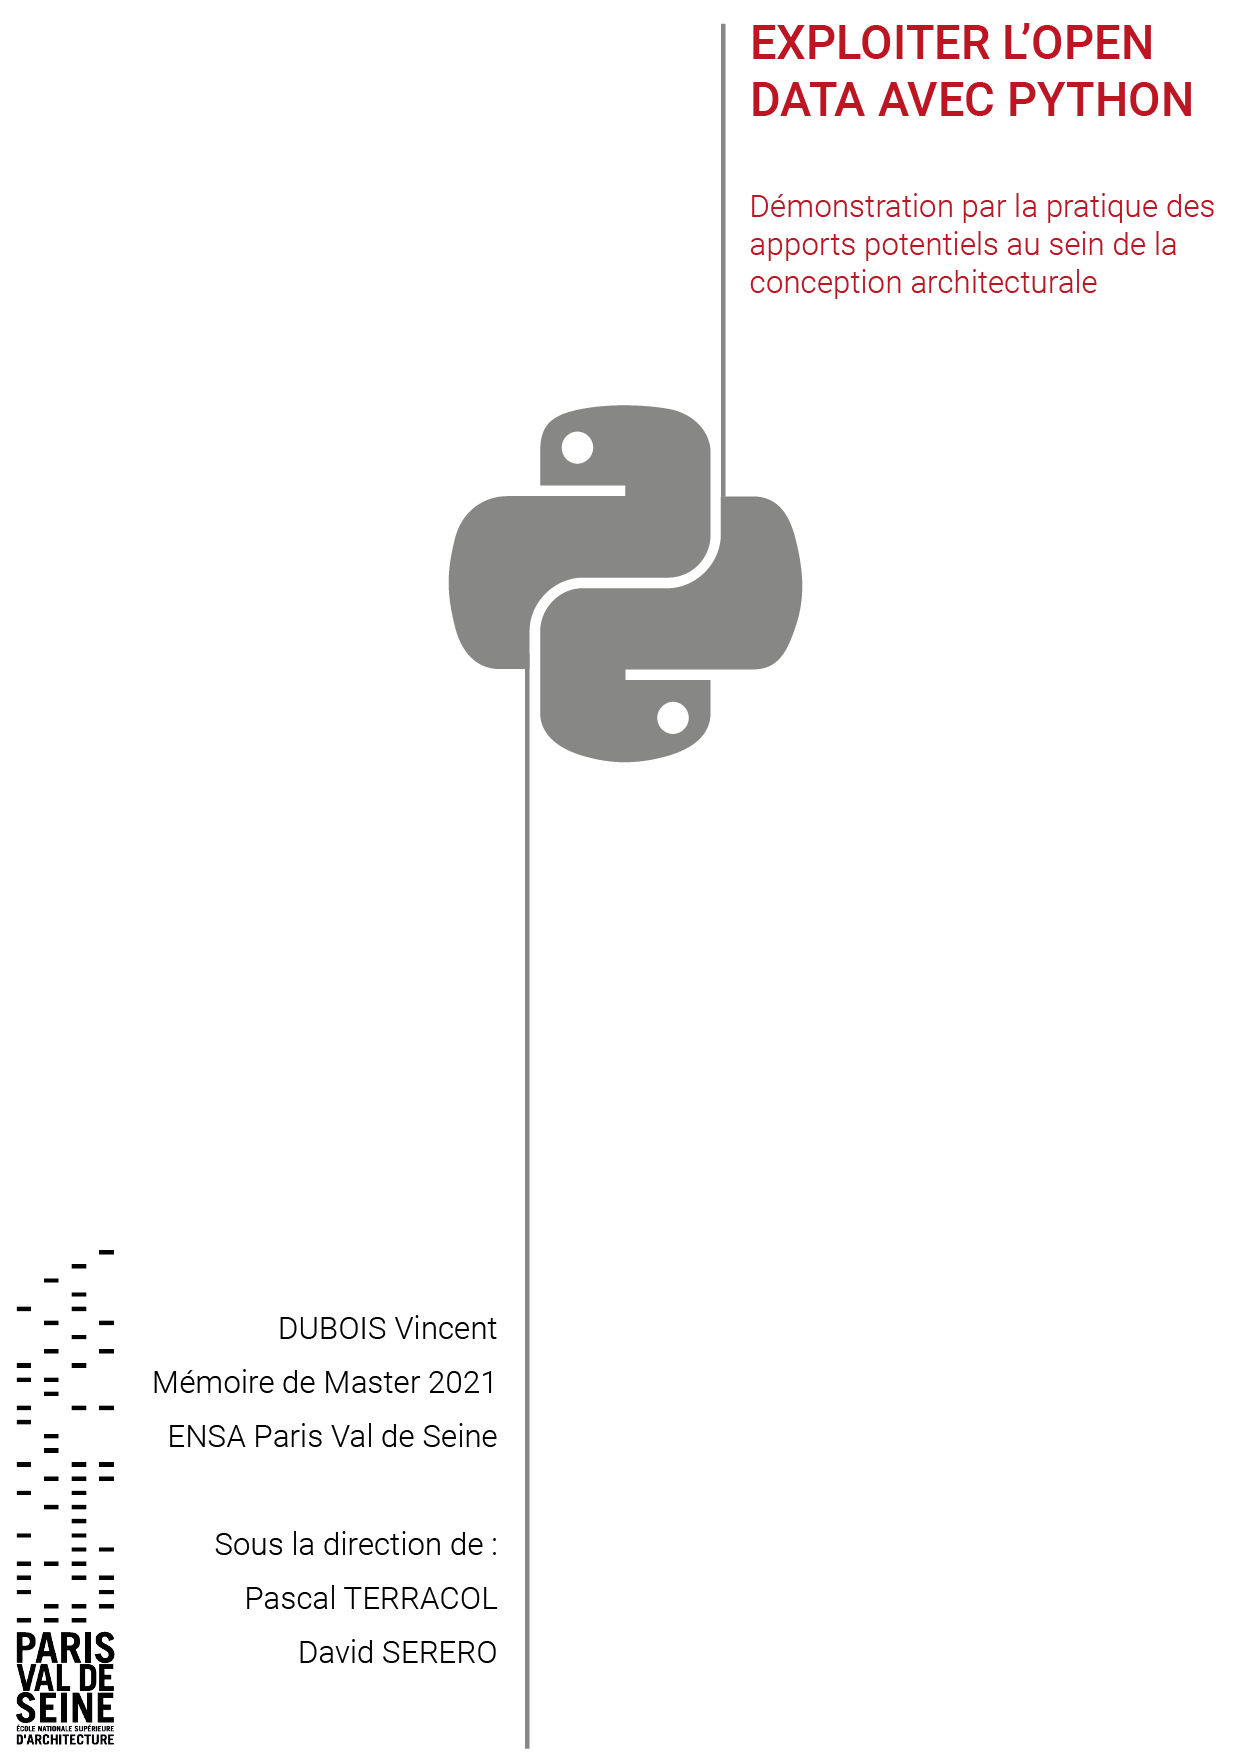 EXPLOITER L’OPEN
DATA AVEC PYTHON
Démonstration par la pratique des
apports potentiels au sein de la
conception architecturale
DUBOIS Vincent
Mémoire de Master 2021
ENSA Paris Val de Seine
Sous la direction de :
Pascal TERRACOL
David SERERO
PARIS
VAL DE
SEINE
ÉCOLE NATIONALE SUPÉRIEURE
D'ARCHITECTURE